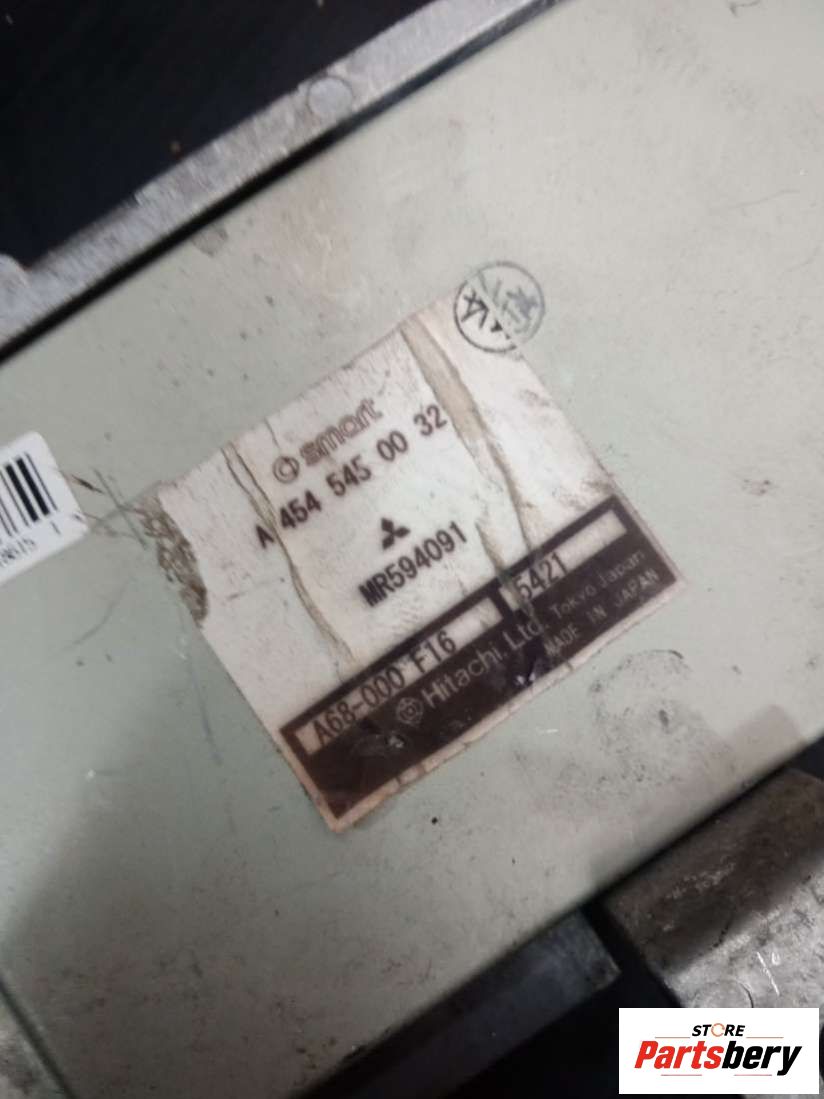 smart
A 454 545 00 32
MR594091
A68-000 F16 5421
Hitachi, Ltd. Tokyo Japan
MADE IN JAPAN
STORE
Partsbery